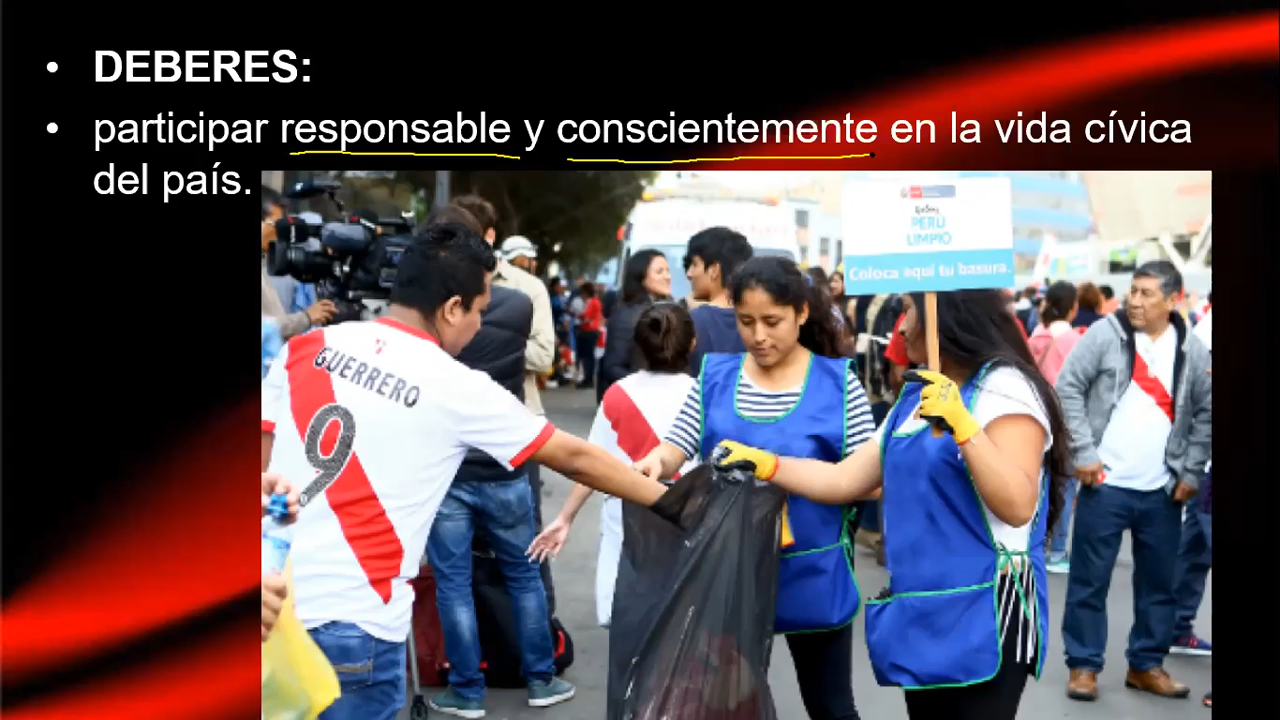 • DEBERES:
• participar responsable y conscientemente en la vida cívica
del país.
PERÚ
LIMPIO
Coloca aquí tu basura.
GUERRERO
9